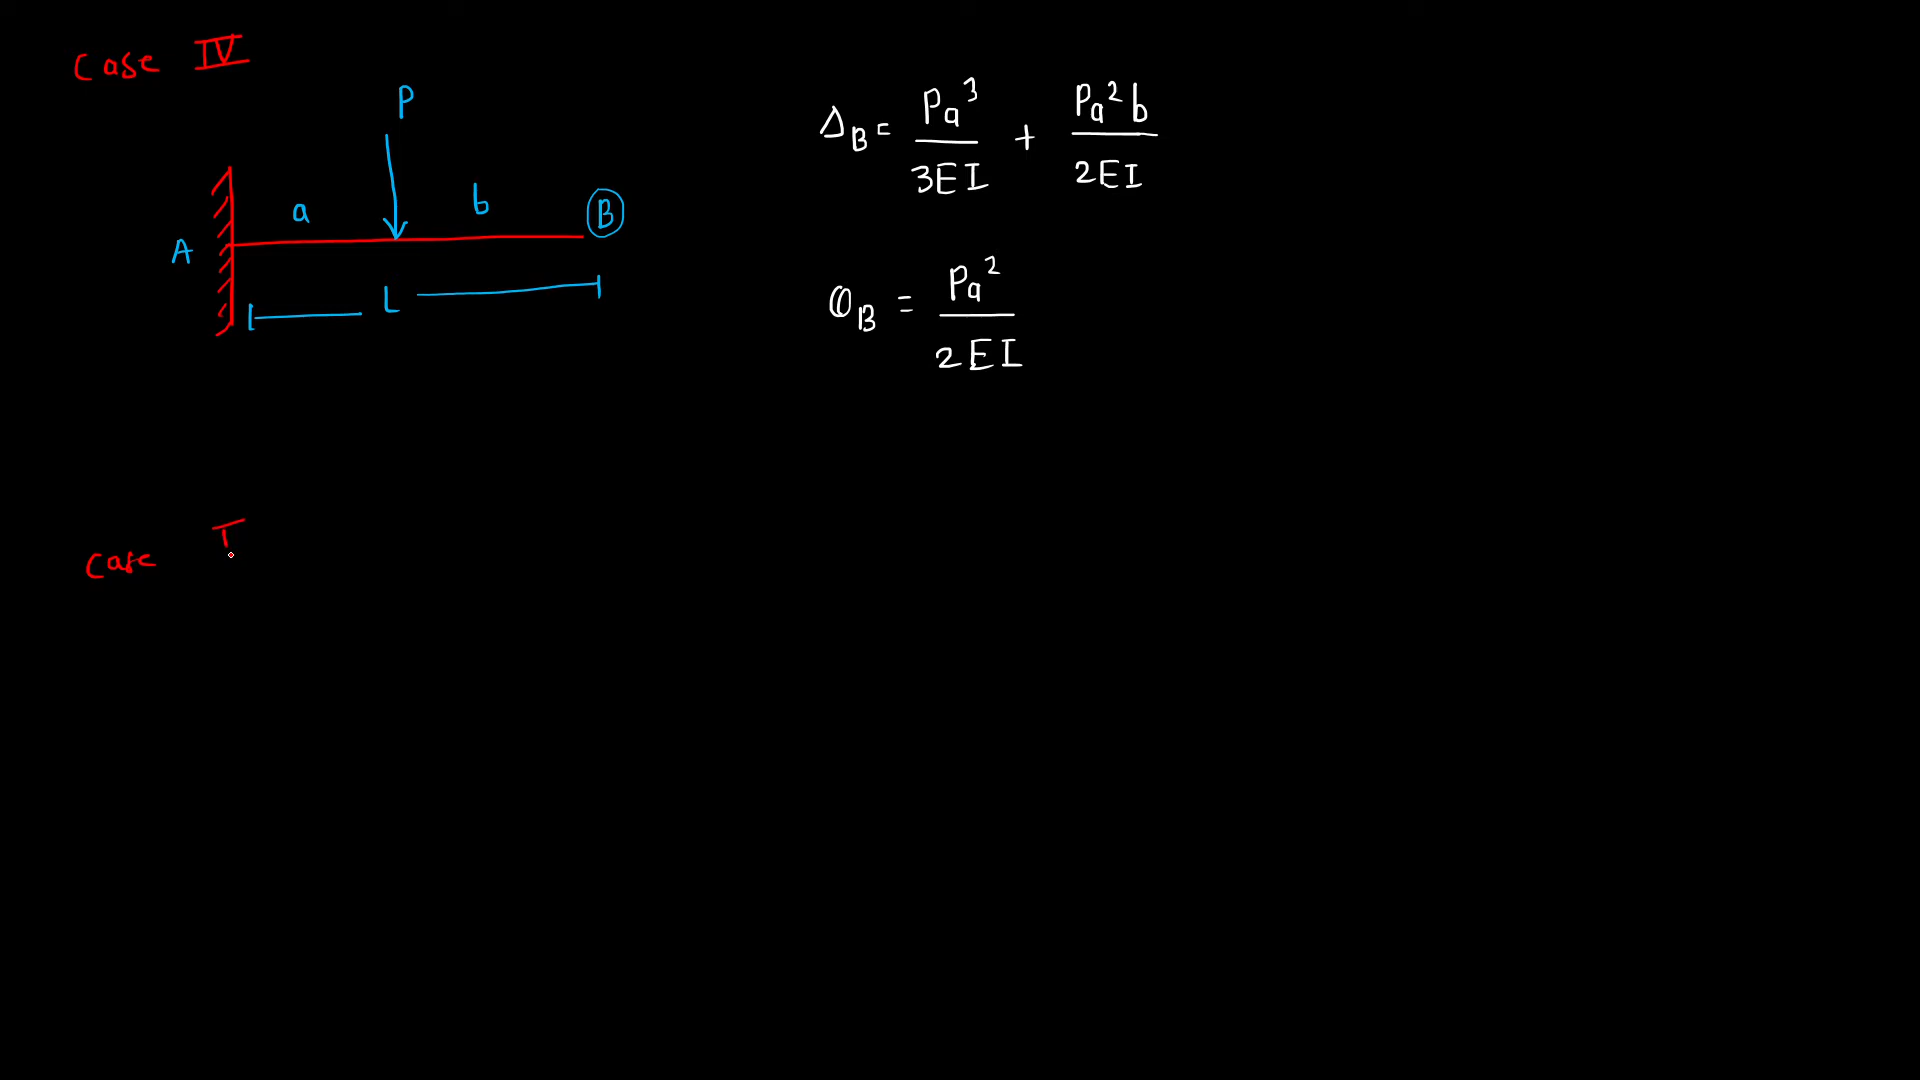 Case IV
P
a
b
B
A
L
Δ_B = Pa³/3EI + Pa²b/2EI
θ_B = Pa²/2EI
Case